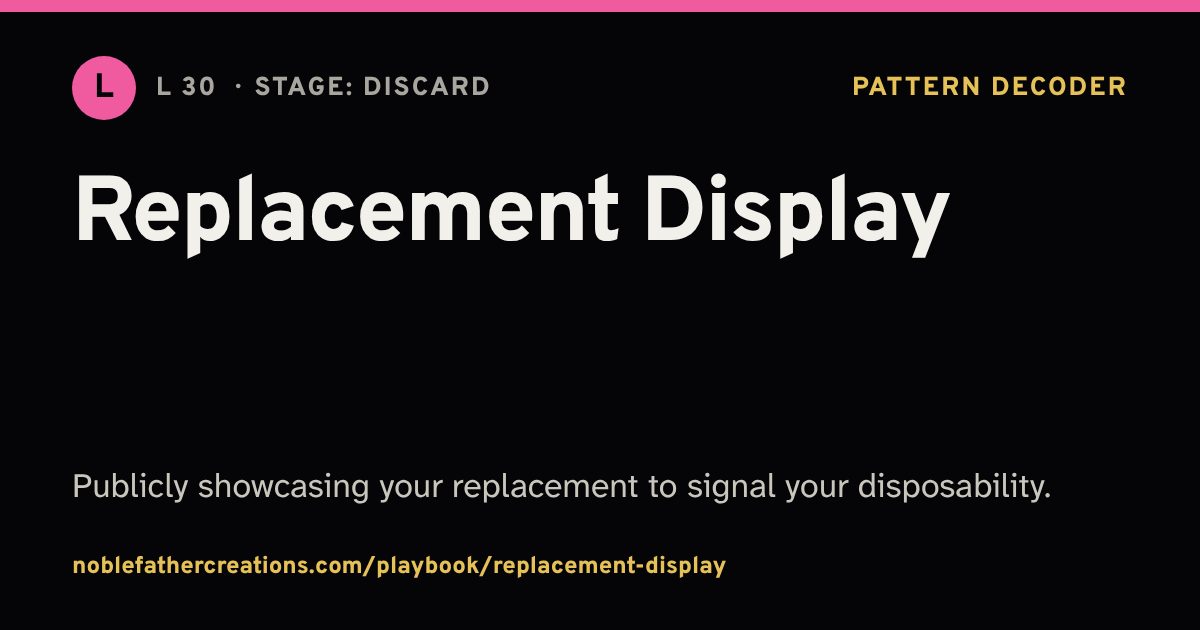 L
L 30 · STAGE: DISCARD
PATTERN DECODER
Replacement Display
Publicly showcasing your replacement to signal your disposability.
noblefathercreations.com/playbook/replacement-display